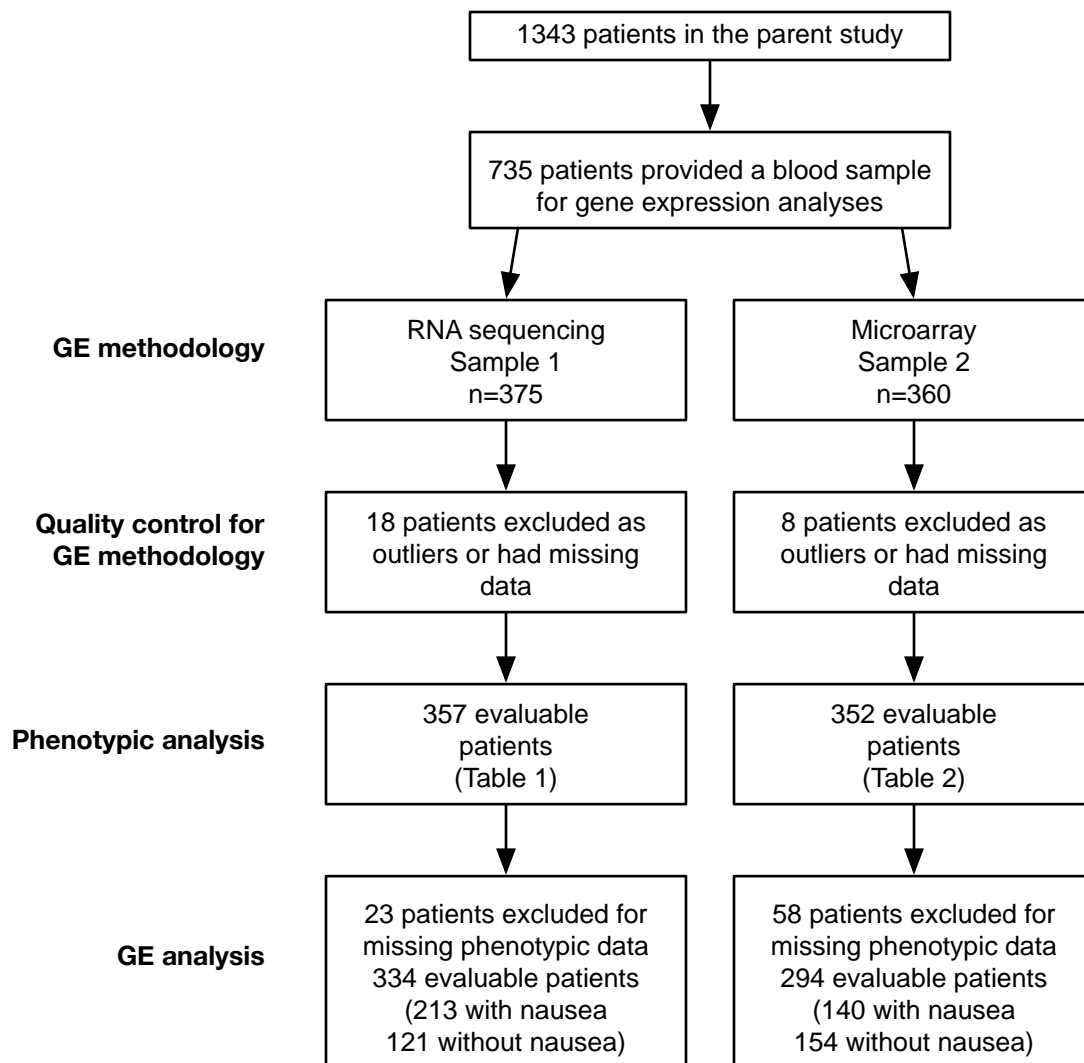 1343 patients in the parent study
735 patients provided a blood sample
for gene expression analyses
GE methodology
RNA sequencing
Sample 1
n=375
Microarray
Sample 2
n=360
Quality control for
GE methodology
18 patients excluded as
outliers or had missing
data
8 patients excluded as
outliers or had missing
data
Phenotypic analysis
357 evaluable
patients
(Table 1)
352 evaluable
patients
(Table 2)
GE analysis
23 patients excluded for
missing phenotypic data
334 evaluable patients
(213 with nausea
121 without nausea)
58 patients excluded for
missing phenotypic data
294 evaluable patients
(140 with nausea
154 without nausea)